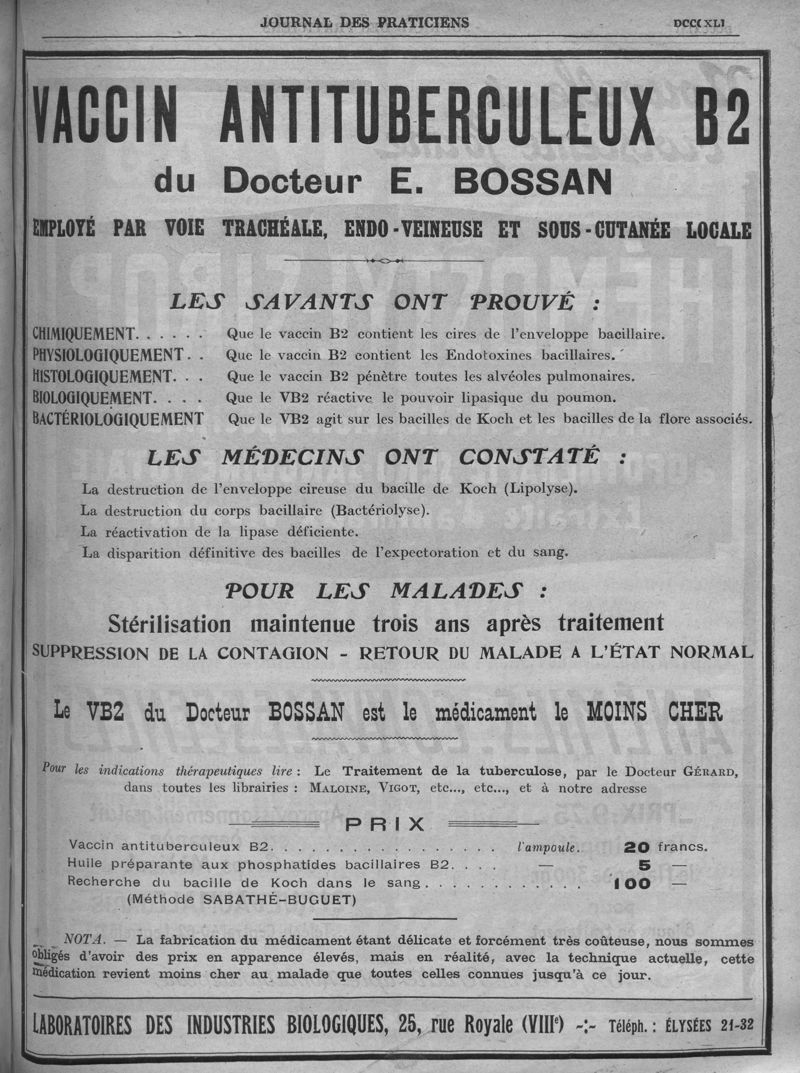 JOURNAL DES PRATICIENS
VACCIN ANTITUBERCULEUX B2
du Docteur E. BOSSAN
EMPLOYÉ PAR VOIE TRACHÉALE, ENDO-VEINEUSE ET SOUS-CUTANÉE LOCALE
LES SAVANTS ONT PROUVÉ :
CHIMIQUEMENT. . . . . . Que le vaccin B2 contient les cires de l'enveloppe bacillaire.
PHYSIOLOGIQUEMENT. . Que le vaccin B2 contient les Endotoxines bacillaires.
HISTOLOGIQUEMENT. . . Que le vaccin B2 pénètre toutes les alvéoles pulmonaires.
BIOLOGIQUEMENT. . . . Que le VB2 réactive le pouvoir lipasique du poumon.
BACTÉRIOLOGIQUEMENT Que le VB2 agit sur les bacilles de Koch et les bacilles de la flore associés.
LES MÉDECINS ONT CONSTATÉ :
La destruction de l'enveloppe cireuse du bacille de Koch (Lipolyse).
La destruction du corps bacillaire (Bactériolyse).
La réactivation de la lipase déficiente.
La disparition définitive des bacilles de l'expectoration et du sang.
POUR LES MALADES :
Stérilisation maintenue trois ans après traitement
SUPPRESSION DE LA CONTAGION - RETOUR DU MALADE A L'ÉTAT NORMAL
Le VB2 du Docteur BOSSAN est le médicament le MOINS CHER
Pour les indications thérapeutiques lire : Le Traitement de la tuberculose, par le Docteur GÉRARD,
dans toutes les librairies : MALOINE, VIGOT, etc..., etc..., et à notre adresse
PRIX
Vaccin antituberculeux B2. . . . . . . . . . . . . . . . l'ampoule. 20 francs.
Huile préparante aux phosphatides bacillaires B2. . . . — 5 —
Recherche du bacille de Koch dans le sang. . . . . . . . . . . . 100 —
(Méthode SABATHÉ-BUGUET)
NOTA. — La fabrication du médicament étant délicate et forcément très coûteuse, nous sommes
obligés d'avoir des prix en apparence élevés, mais en réalité, avec la technique actuelle, cette
médication revient moins cher au malade que toutes celles connues jusqu'à ce jour.
LABORATOIRES DES INDUSTRIES BIOLOGIQUES, 25, rue Royale (VIIIe) -:- Téléph. : ÉLYSÉES 21-32